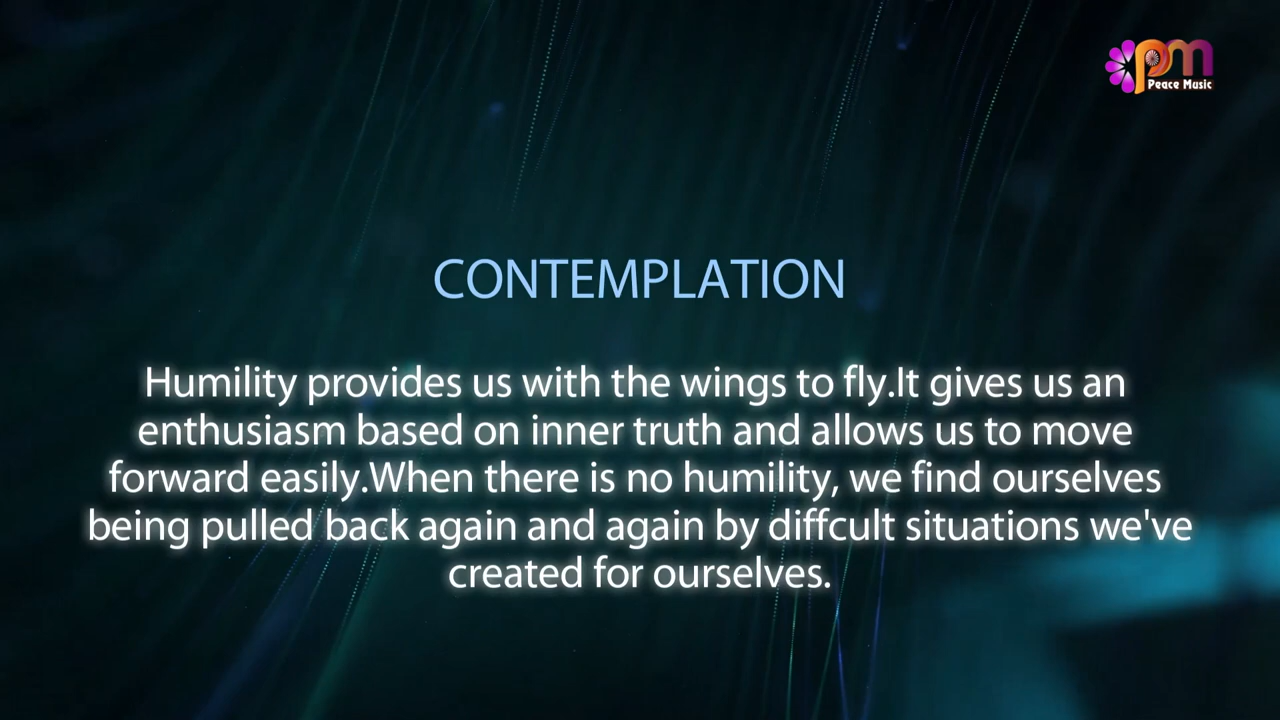 pm
Peace Music
CONTEMPLATION
Humility provides us with the wings to fly.It gives us an
enthusiasm based on inner truth and allows us to move
forward easily.When there is no humility, we find ourselves
being pulled back again and again by diffcult situations we've
created for ourselves.